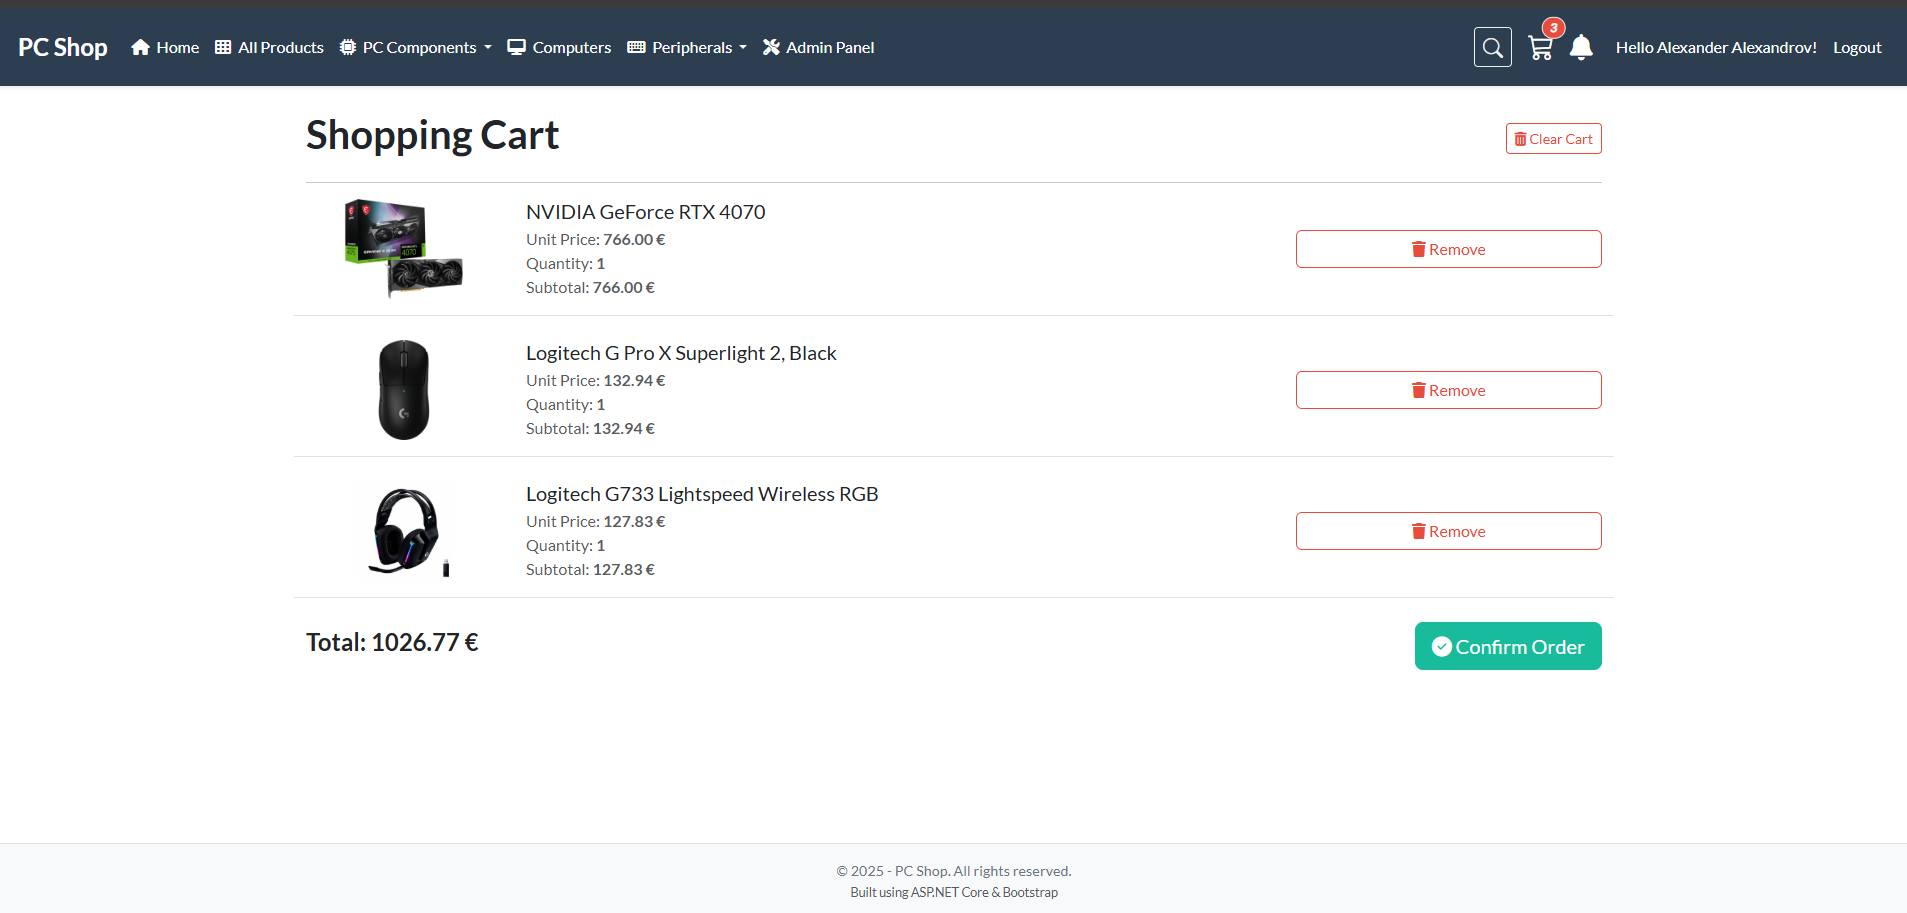 PC Shop Home All Products PC Components Computers Peripherals Admin Panel 3 Hello Alexander Alexandrov! Logout
Shopping Cart
Clear Cart
NVIDIA GeForce RTX 4070
Unit Price: 766.00 €
Quantity: 1
Subtotal: 766.00 €
Remove
4070
Logitech G Pro X Superlight 2, Black
Unit Price: 132.94 €
Quantity: 1
Subtotal: 132.94 €
Remove
Logitech G733 Lightspeed Wireless RGB
Unit Price: 127.83 €
Quantity: 1
Subtotal: 127.83 €
Remove
Total: 1026.77 €
Confirm Order
© 2025 - PC Shop. All rights reserved.
Built using ASP.NET Core & Bootstrap